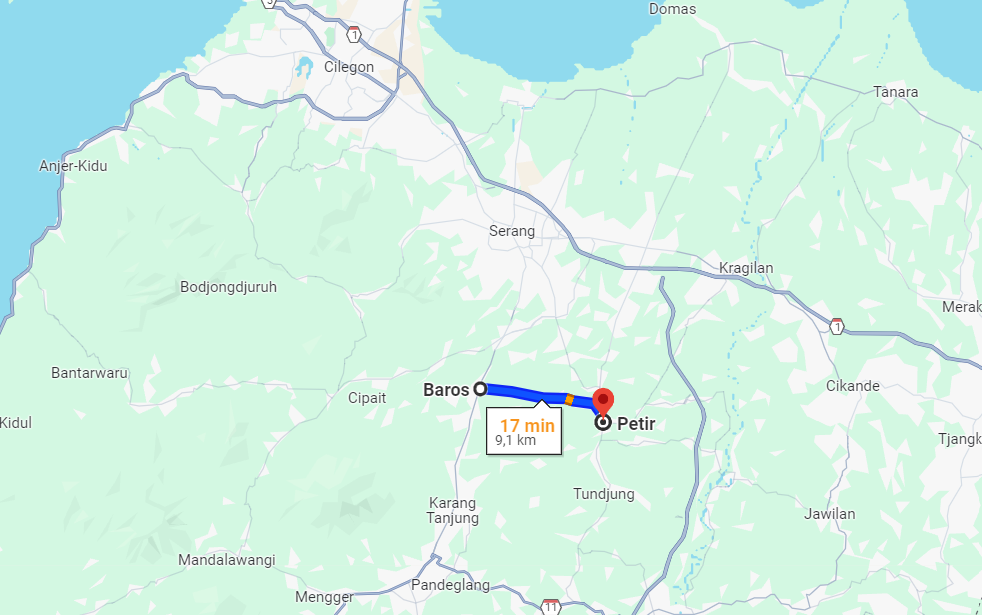 Domas
3
1
Cilegon
Tanara
Anjer-Kidu
Serang
Kragilan
Bodjongdjuruh
Merak
1
Bantarwaru
Baros
Cikande
Cipait
17 min
9,1 km
Petir
Kidul
Tjangk
Tundjung
Karang
Tanjung
Jawilan
Mandalawangi
Pandeglang
Mengger
11